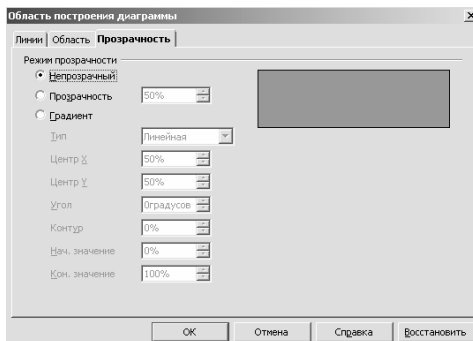 Область построения диаграммы
Линии Область Прозрачность
Режим прозрачности
Непрозрачный
Прозрачность 50%
Градиент
Тип Линейная
Центр X 50%
Центр Y 50%
Угол 0градусов
Контур 0%
Нач. значение 0%
Кон. значение 100%
OK Отмена Справка Восстановить